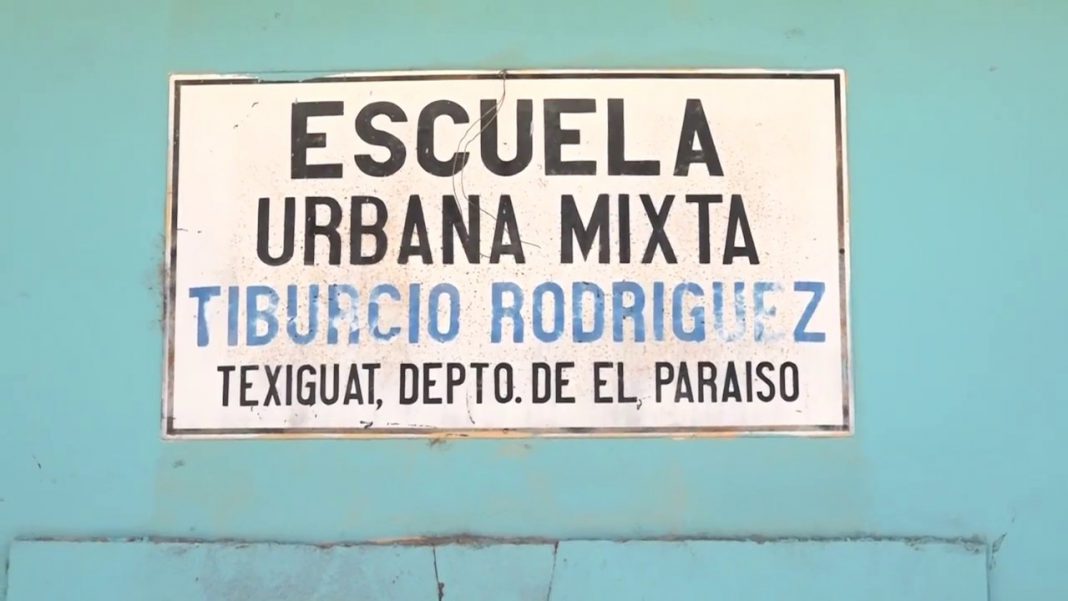 ESCUELA
URBANA MIXTA
TIBURCIO RODRIGUEZ
TEXIGUAT, DEPTO. DE EL PARAISO